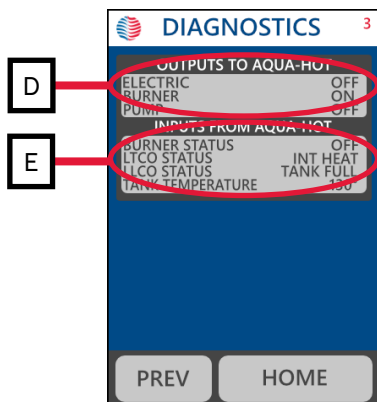 DIAGNOSTICS 3
OUTPUTS TO AQUA-HOT
D
ELECTRIC OFF
BURNER ON
PUMP OFF
INPUTS FROM AQUA-HOT
E
BURNER STATUS OFF
LTCO STATUS INT HEAT
LLCO STATUS TANK FULL
TANK TEMPERATURE 130°
PREV HOME